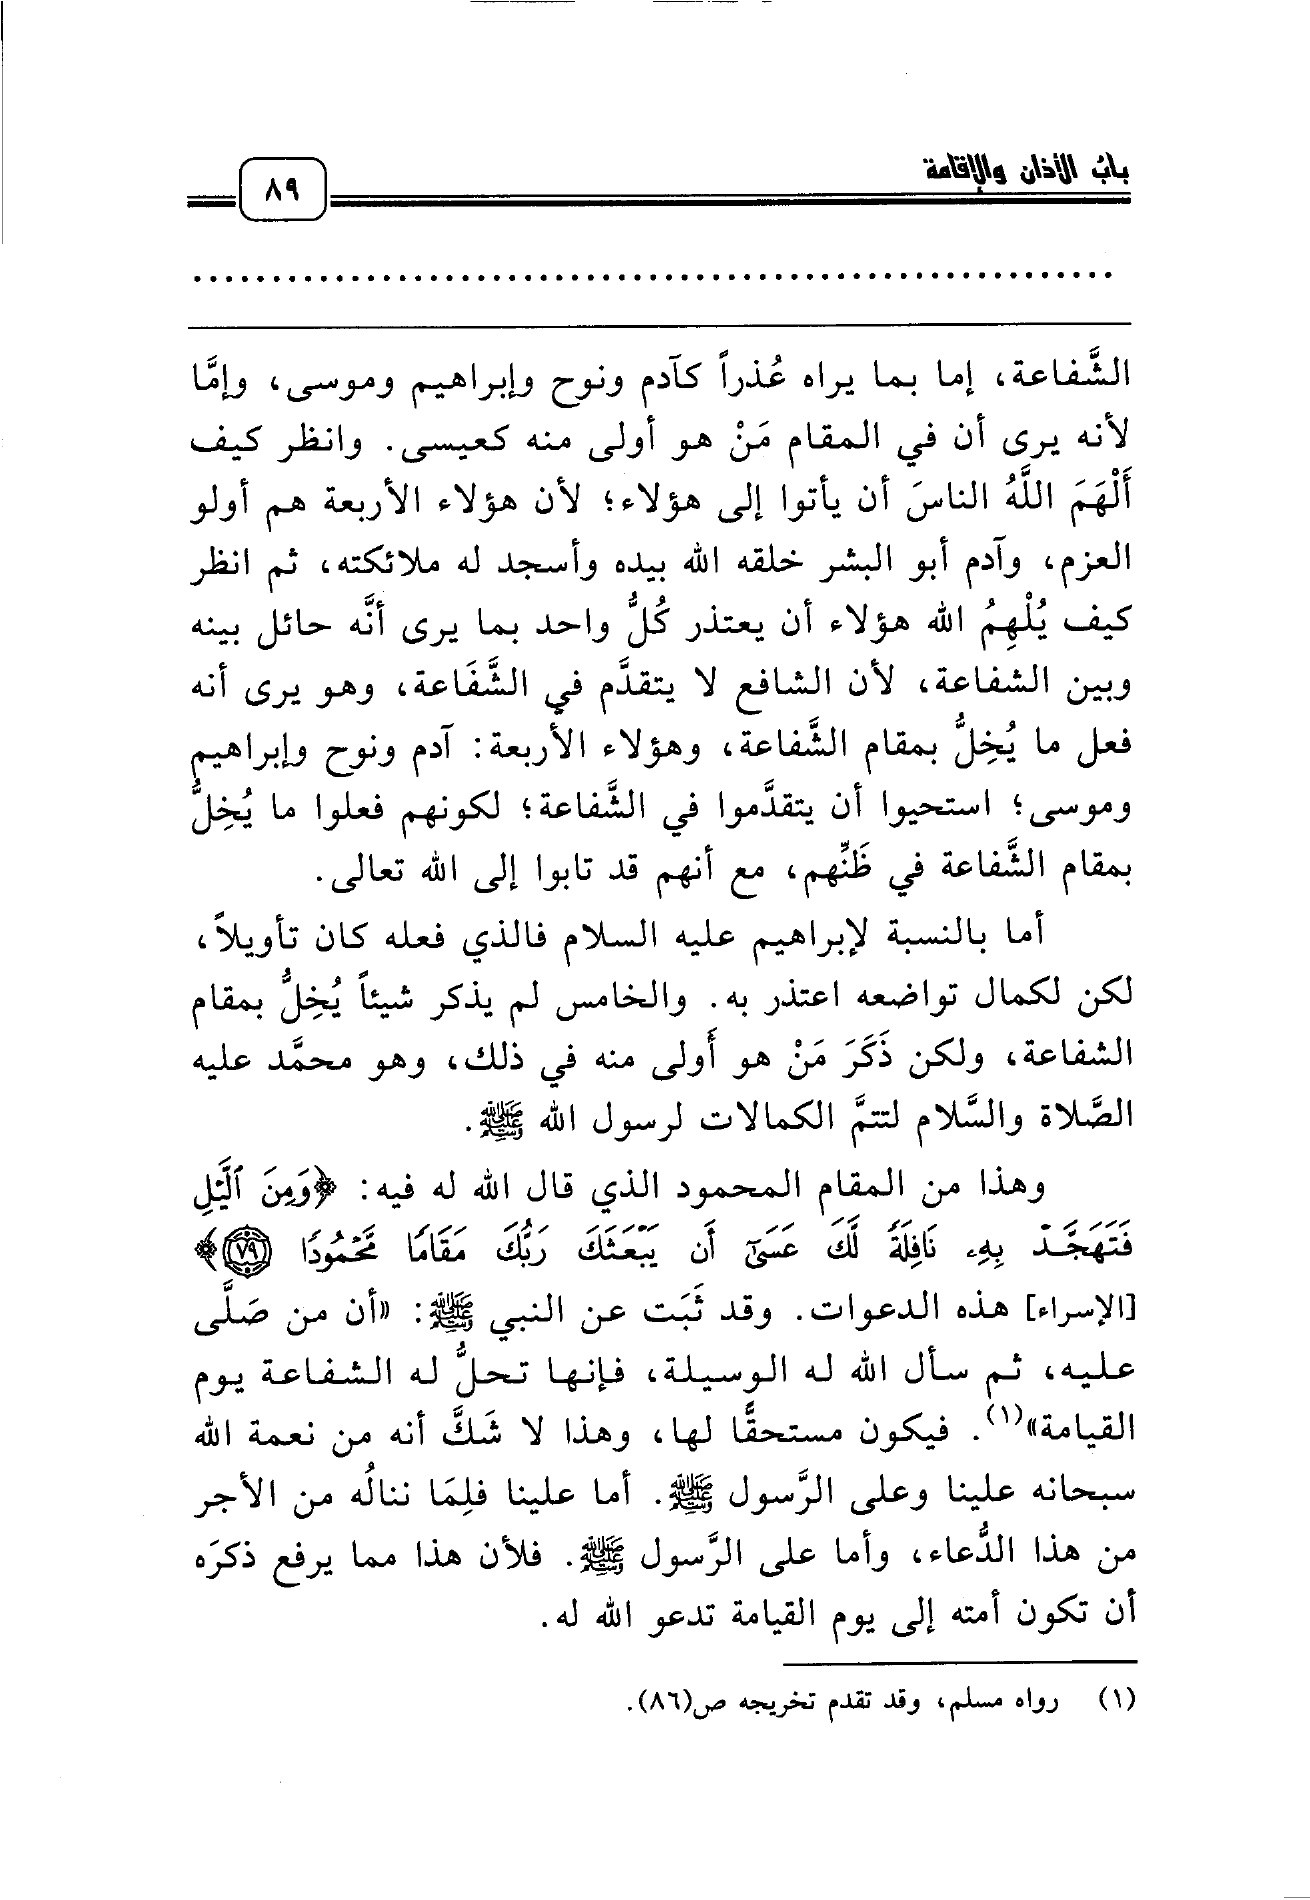 بابُ الأذان والإقامة
٨٩
الشَّفاعة، إما بما يراه عُذراً كآدم ونوح وإبراهيم وموسى، وإمَّا
لأنه يرى أن في المقام مَنْ هو أولى منه كعيسى. وانظر كيف
أَلْهَمَ اللَّهُ الناسَ أن يأتوا إلى هؤلاء؛ لأن هؤلاء الأربعة هم أولو
العزم، وآدم أبو البشر خلقه الله بيده وأسجد له ملائكته، ثم انظر
كيف يُلْهِمُ الله هؤلاء أن يعتذر كُلُّ واحد بما يرى أنَّه حائل بينه
وبين الشفاعة، لأن الشافع لا يتقدَّم في الشَّفَاعة، وهو يرى أنه
فعل ما يُخِلُّ بمقام الشَّفاعة، وهؤلاء الأربعة: آدم ونوح وإبراهيم
وموسى؛ استحيوا أن يتقدَّموا في الشَّفاعة؛ لكونهم فعلوا ما يُخِلُّ
بمقام الشَّفاعة في ظَنِّهم، مع أنهم قد تابوا إلى الله تعالى.
أما بالنسبة لإبراهيم عليه السلام فالذي فعله كان تأويلاً،
لكن لكمال تواضعه اعتذر به. والخامس لم يذكر شيئاً يُخِلُّ بمقام
الشفاعة، ولكن ذَكَرَ مَنْ هو أَولى منه في ذلك، وهو محمَّد عليه
الصَّلاة والسَّلام لتتمَّ الكمالات لرسول الله ﷺ.
وهذا من المقام المحمود الذي قال الله له فيه: ﴿وَمِنَ ٱلَّيۡلِ
فَتَهَجَّدۡ بِهِۦ نَافِلَةٗ لَّكَ عَسَىٰٓ أَن يَبۡعَثَكَ رَبُّكَ مَقَامٗا مَّحۡمُودٗا ٧٩﴾
[الإسراء] هذه الدعوات. وقد ثَبَت عن النبي ﷺ: «أن من صَلَّى
عليه، ثم سأل الله له الوسيلة، فإنها تحلُّ له الشفاعة يوم
القيامة»(١). فيكون مستحقًّا لها، وهذا لا شَكَّ أنه من نعمة الله
سبحانه علينا وعلى الرَّسول ﷺ. أما علينا فلِمَا ننالُه من الأجر
من هذا الدُّعاء، وأما على الرَّسول ﷺ. فلأن هذا مما يرفع ذكرَه
أن تكون أمته إلى يوم القيامة تدعو الله له.
(١) رواه مسلم، وقد تقدم تخريجه ص(٨٦).